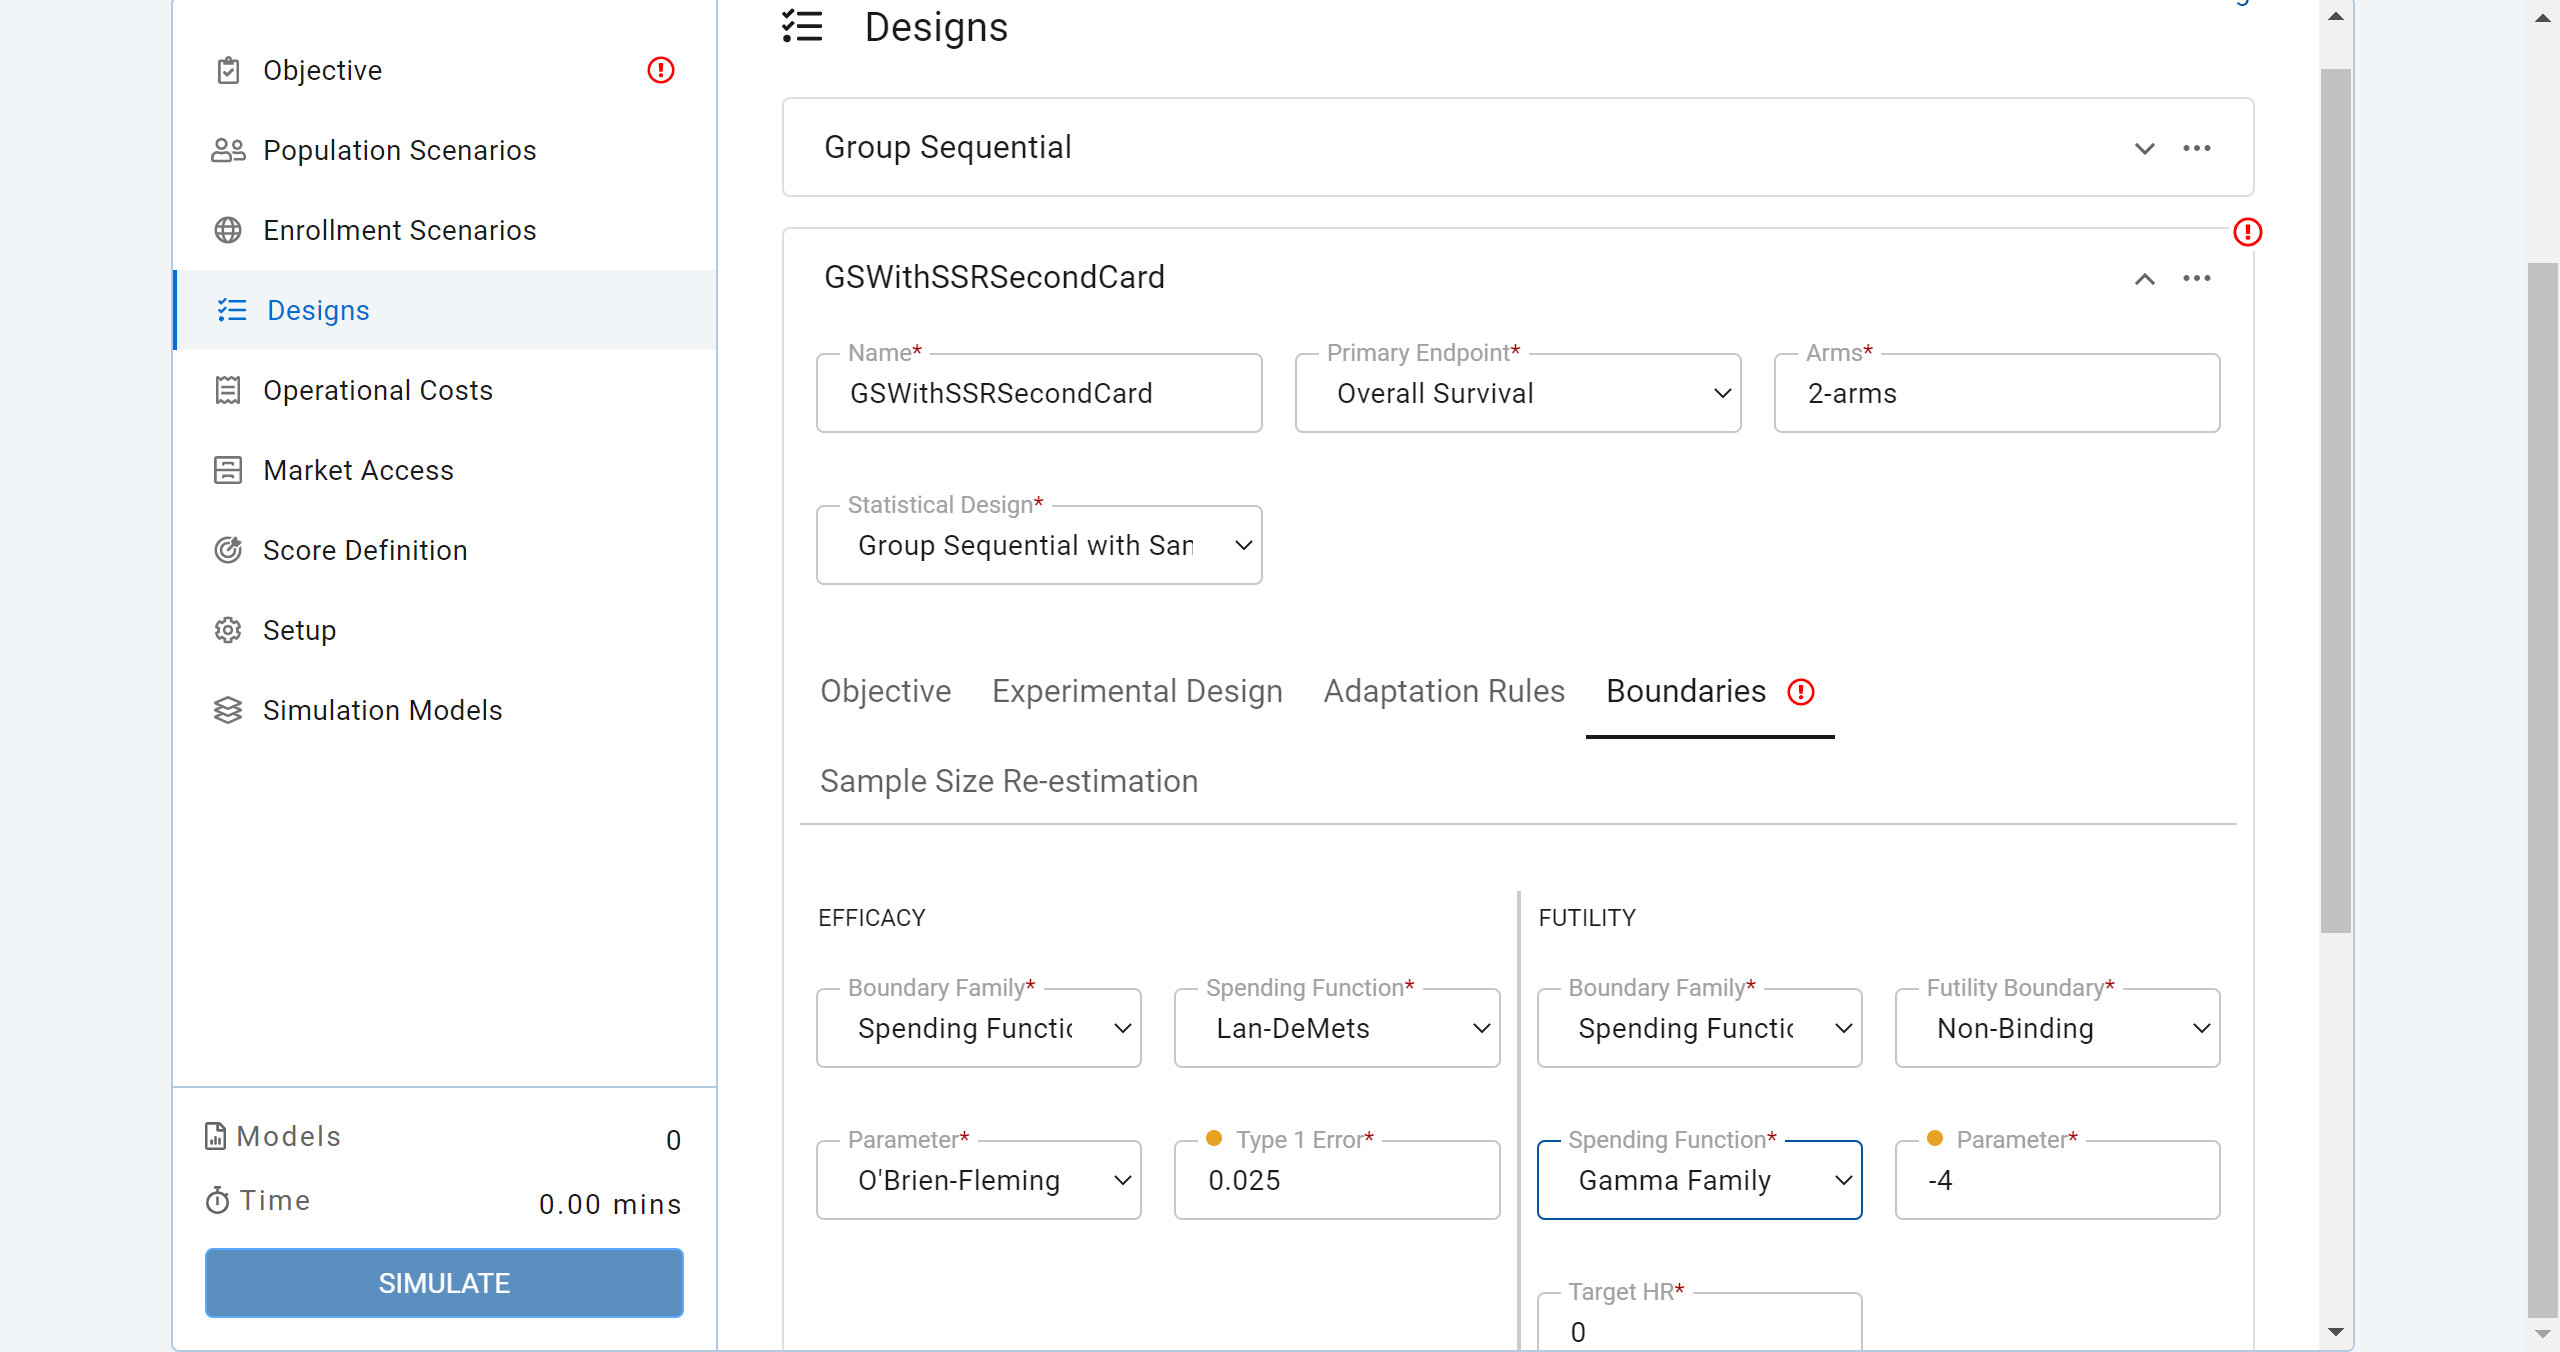 Objective
Population Scenarios
Enrollment Scenarios
Designs
Operational Costs
Market Access
Score Definition
Setup
Simulation Models
Models 0
Time 0.00 mins
SIMULATE
Designs
Group Sequential
GSWithSSRSecondCard
Name*
GSWithSSRSecondCard
Primary Endpoint*
Overall Survival
Arms*
2-arms
Statistical Design*
Group Sequential with San
Objective Experimental Design Adaptation Rules Boundaries
Sample Size Re-estimation
EFFICACY
Boundary Family*
Spending Functic
Spending Function*
Lan-DeMets
Parameter*
O'Brien-Fleming
Type 1 Error*
0.025
FUTILITY
Boundary Family*
Spending Functic
Futility Boundary*
Non-Binding
Spending Function*
Gamma Family
Parameter*
-4
Target HR*
0